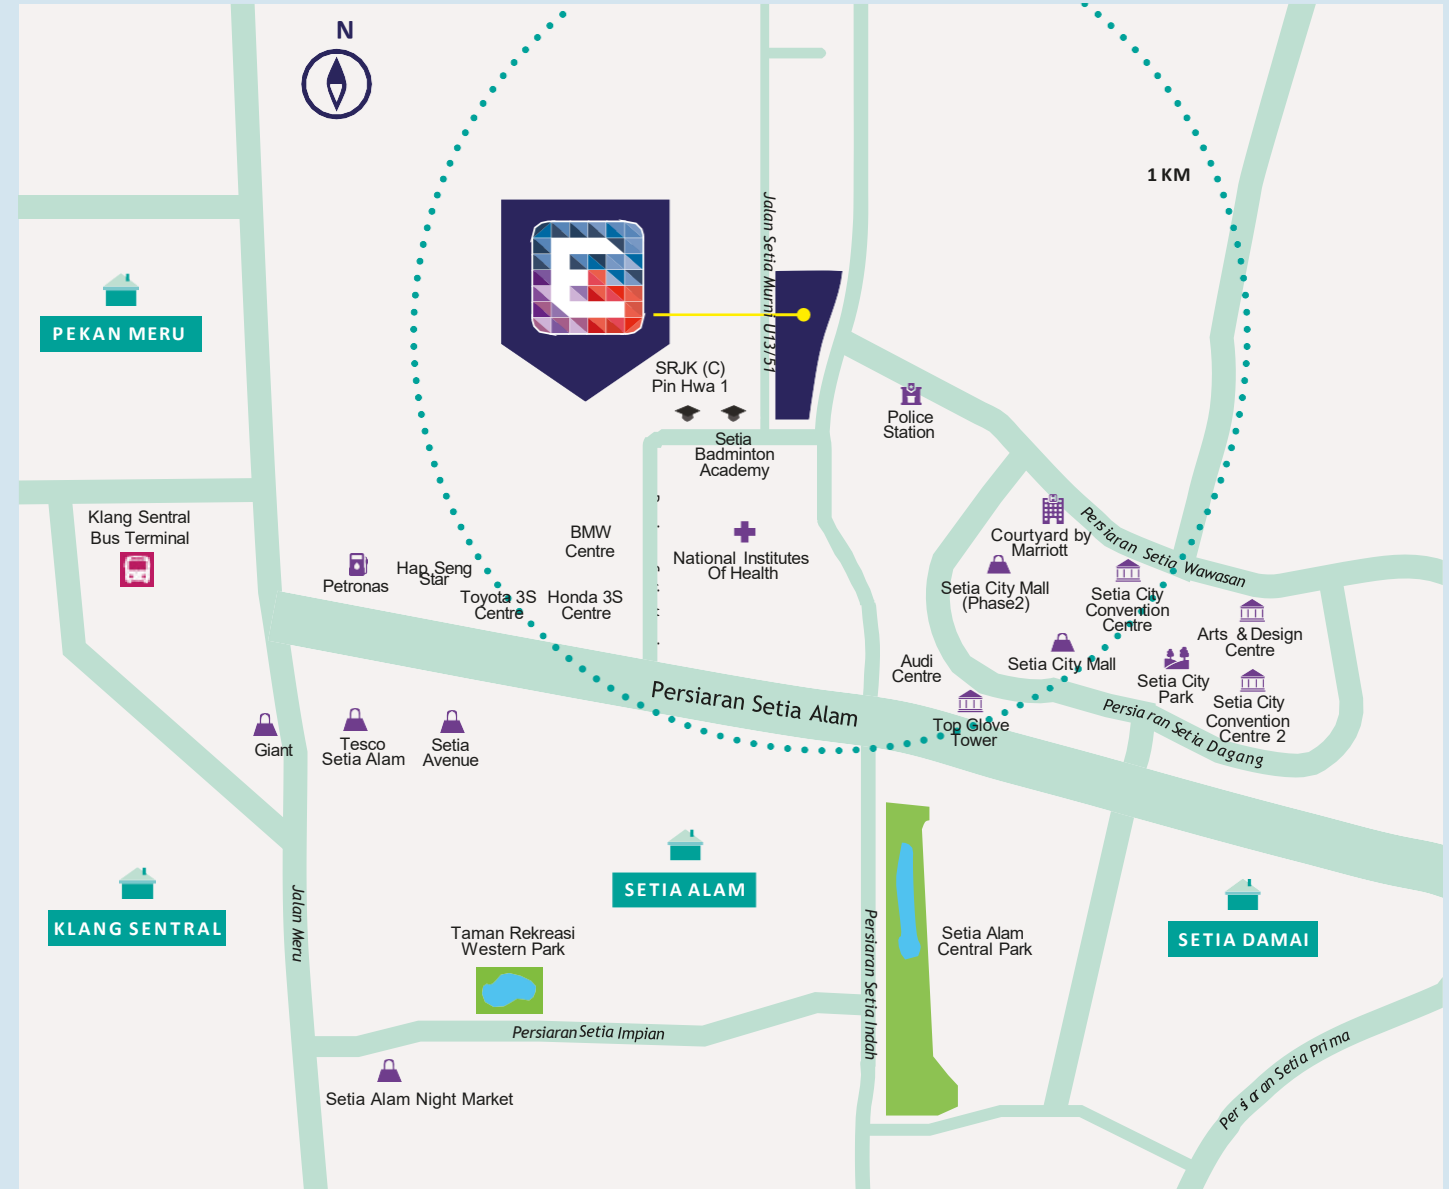 N
1 KM
Jalan Setia Murni U13/51
PEKAN MERU
SRJK (C)
Pin Hwa 1
Police
Station
Setia
Badminton
Academy
Klang Sentral
Bus Terminal
BMW
Centre
National Institutes
Of Health
Courtyard by
Marriott
Persiaran Setia Wawasan
Petronas
Hap Seng
Star
Toyota 3S
Centre
Honda 3S
Centre
Setia City Mall
(Phase2)
Setia City
Convention
Centre
Arts & Design
Centre
Audi
Centre
Setia City Mall
Setia City
Park
Setia City
Convention
Centre 2
Persiaran Setia Alam
Top Glove
Tower
Persiaran Setia Dagang
Giant
Tesco
Setia Alam
Setia
Avenue
SETIA ALAM
KLANG SENTRAL
Jalan Meru
Taman Rekreasi
Western Park
Persiaran Setia Indah
Setia Alam
Central Park
SETIA DAMAI
Persiaran Setia Impian
Setia Alam Night Market
Persiaran Setia Prima